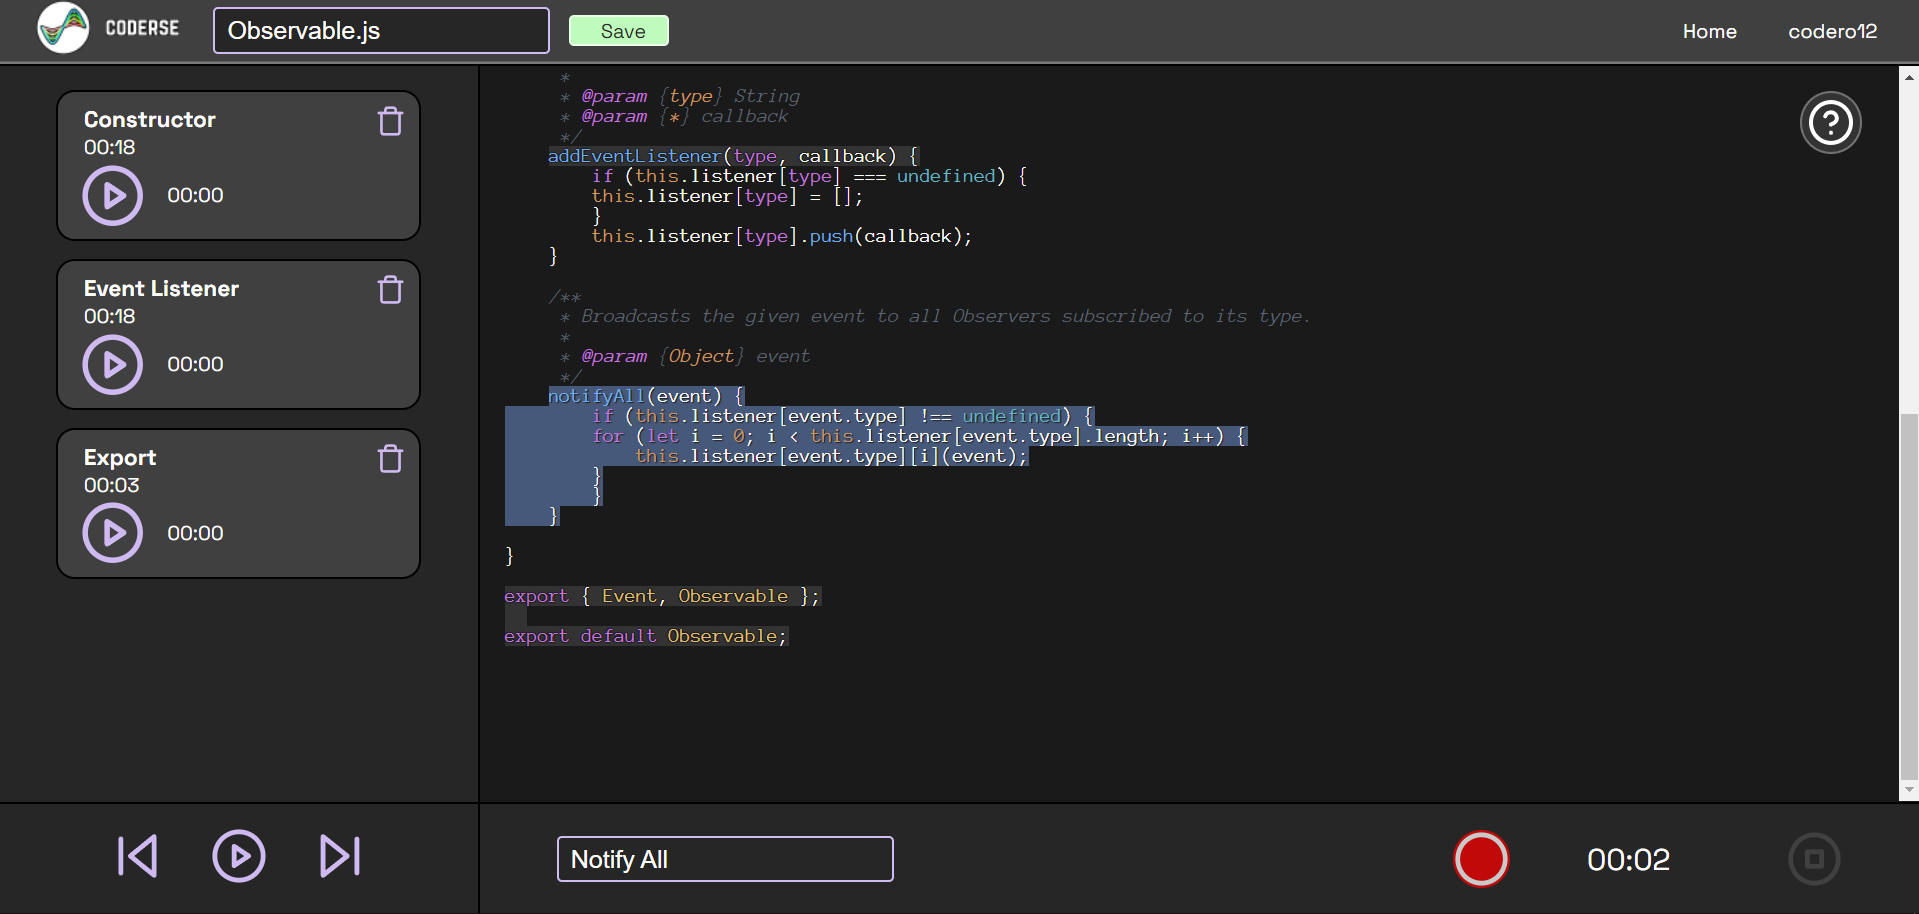 CODERSE
Observable.js
Save
Home
codero12
Constructor
00:18
00:00
Event Listener
00:18
00:00
Export
00:03
00:00
*
* @param {type} String
* @param {*} callback
*/
addEventListener(type, callback) {
if (this.listener[type] === undefined) {
this.listener[type] = [];
}
this.listener[type].push(callback);
}
/**
* Broadcasts the given event to all Observers subscribed to its type.
*
* @param {Object} event
*/
notifyAll(event) {
if (this.listener[event.type] !== undefined) {
for (let i = 0; i < this.listener[event.type].length; i++) {
this.listener[event.type][i](event);
}
}
}
}
export { Event, Observable };
export default Observable;
?
Notify All
00:02